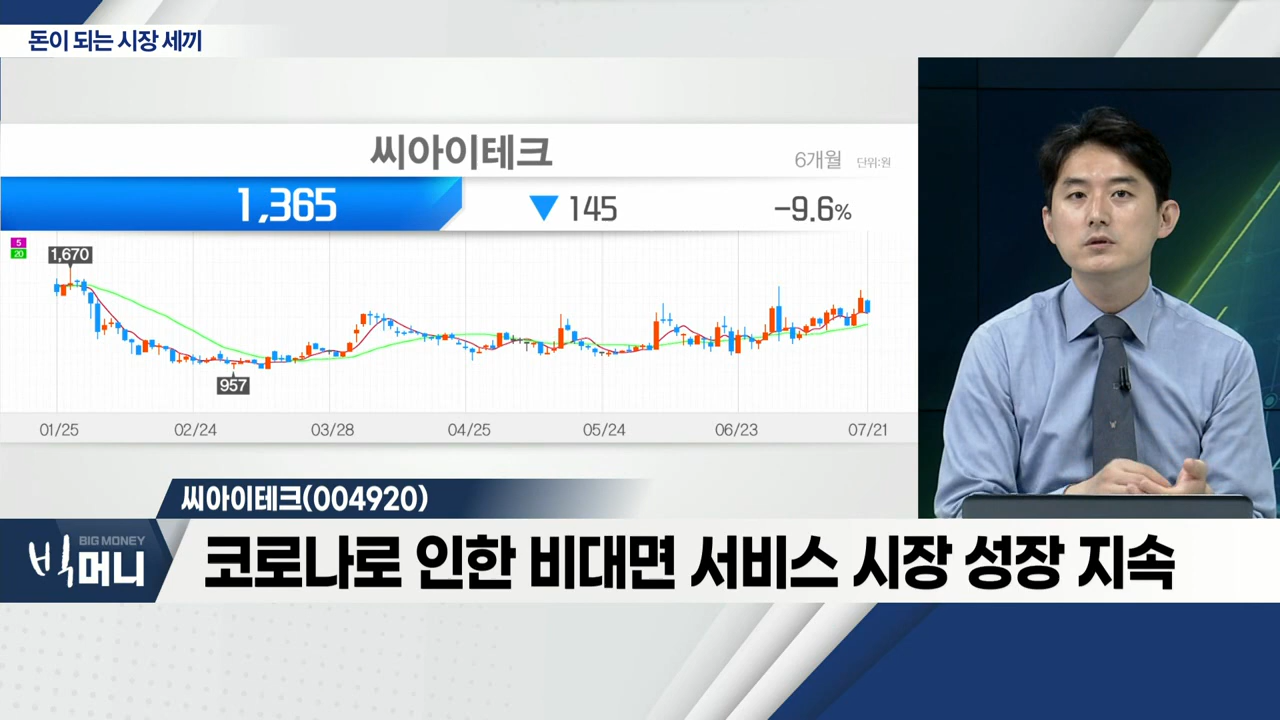 돈이 되는 시장 세끼
씨아이테크
6개월 단위:원
1,365 ▼ 145 -9.6%
5
20
1,670
957
01/25 02/24 03/28 04/25 05/24 06/23 07/21
씨아이테크(004920)
BIG MONEY
빅머니
코로나로 인한 비대면 서비스 시장 성장 지속